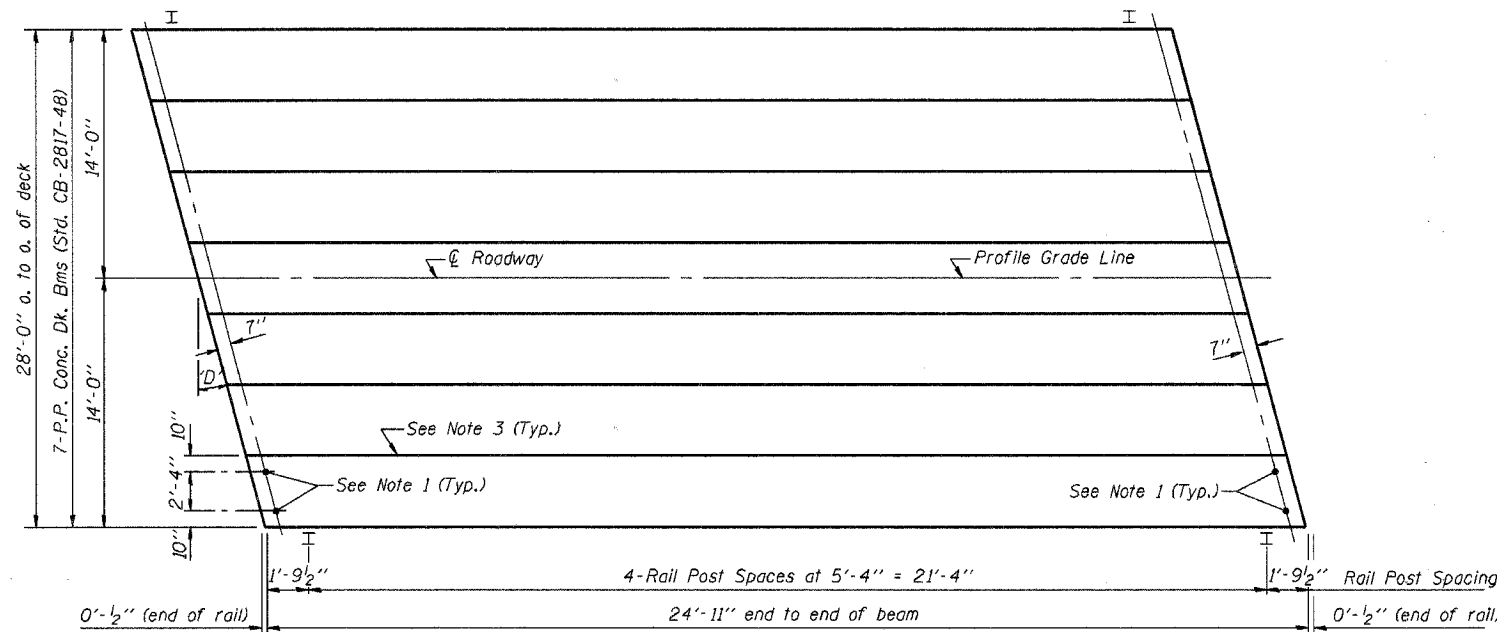 28'-0" o. to o. of deck
7-P.P. Conc. Dk. Bms (Std. CB-2817-48)
14'-0"
14'-0"
℄ Roadway
Profile Grade Line
7"
7"
'D'
10"
2'-4"
10"
See Note 3 (Typ.)
See Note 1 (Typ.)
See Note 1 (Typ.)
1'-9½"
4-Rail Post Spaces at 5'-4" = 21'-4"
1'-9½"
Rail Post Spacing
0'-½" (end of rail)
24'-11" end to end of beam
0'-½" (end of rail)